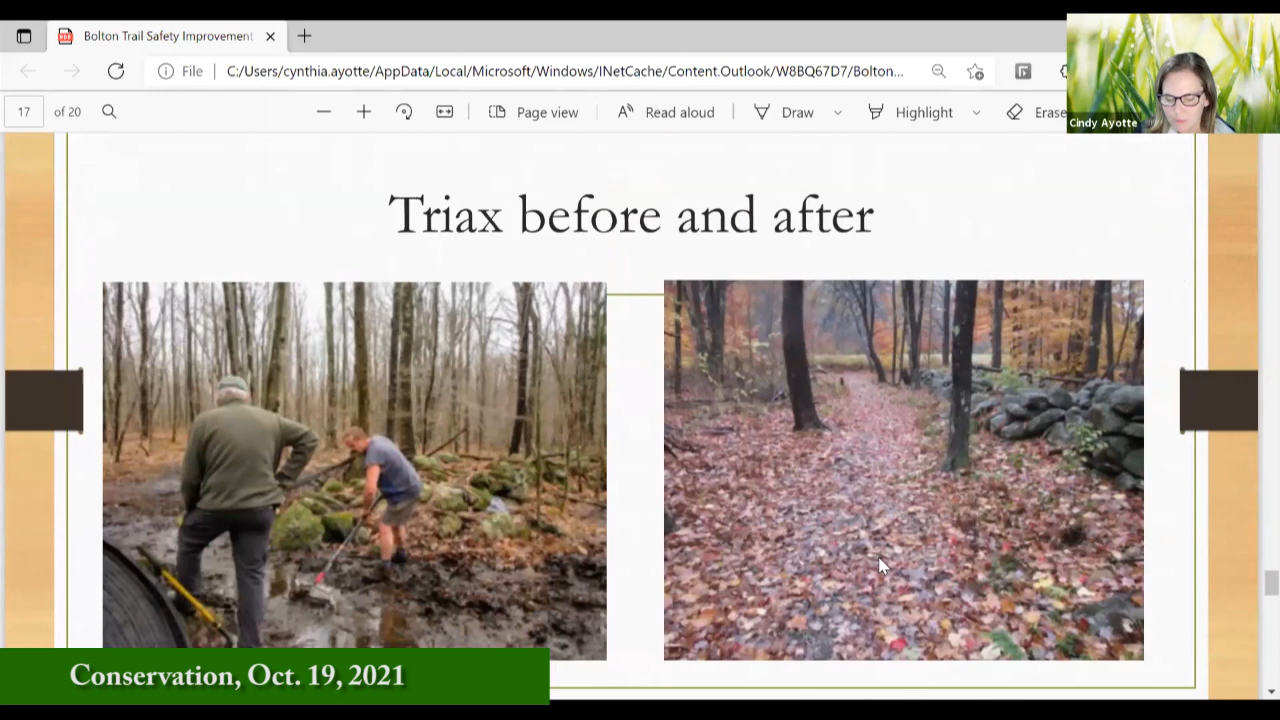 Bolton Trail Safety Improvement
File
C:/Users/cynthia.ayotte/AppData/Local/Microsoft/Windows/INetCache/Content.Outlook/W8BQ67D7/Bolton...
17 of 20
Page view
Read aloud
Draw
Highlight
Erase
Cindy Ayotte
Triax before and after
Conservation, Oct. 19, 2021